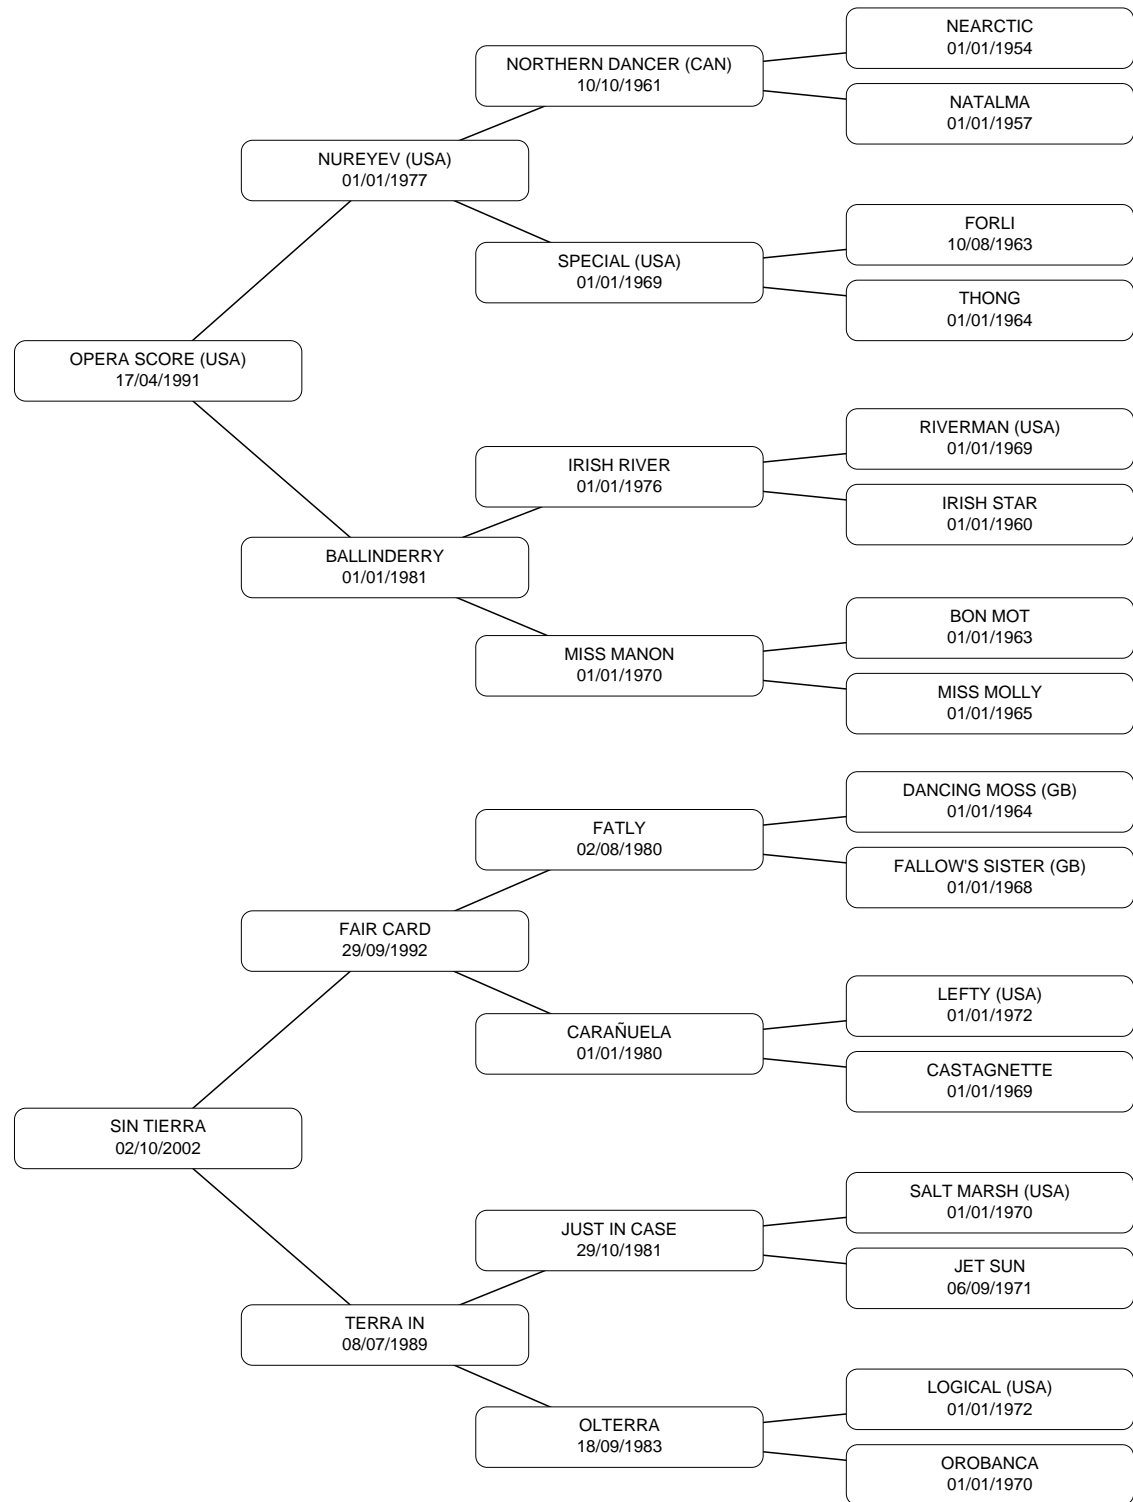 NEARCTIC
01/01/1954
NORTHERN DANCER (CAN)
10/10/1961
NATALMA
01/01/1957
NUREYEV (USA)
01/01/1977
FORLI
10/08/1963
SPECIAL (USA)
01/01/1969
THONG
01/01/1964
OPERA SCORE (USA)
17/04/1991
RIVERMAN (USA)
01/01/1969
IRISH RIVER
01/01/1976
IRISH STAR
01/01/1960
BALLINDERRY
01/01/1981
BON MOT
01/01/1963
MISS MANON
01/01/1970
MISS MOLLY
01/01/1965
DANCING MOSS (GB)
01/01/1964
FATLY
02/08/1980
FALLOW'S SISTER (GB)
01/01/1968
FAIR CARD
29/09/1992
LEFTY (USA)
01/01/1972
CARAÑUELA
01/01/1980
CASTAGNETTE
01/01/1969
SIN TIERRA
02/10/2002
SALT MARSH (USA)
01/01/1970
JUST IN CASE
29/10/1981
JET SUN
06/09/1971
TERRA IN
08/07/1989
LOGICAL (USA)
01/01/1972
OLTERRA
18/09/1983
OROBANCA
01/01/1970